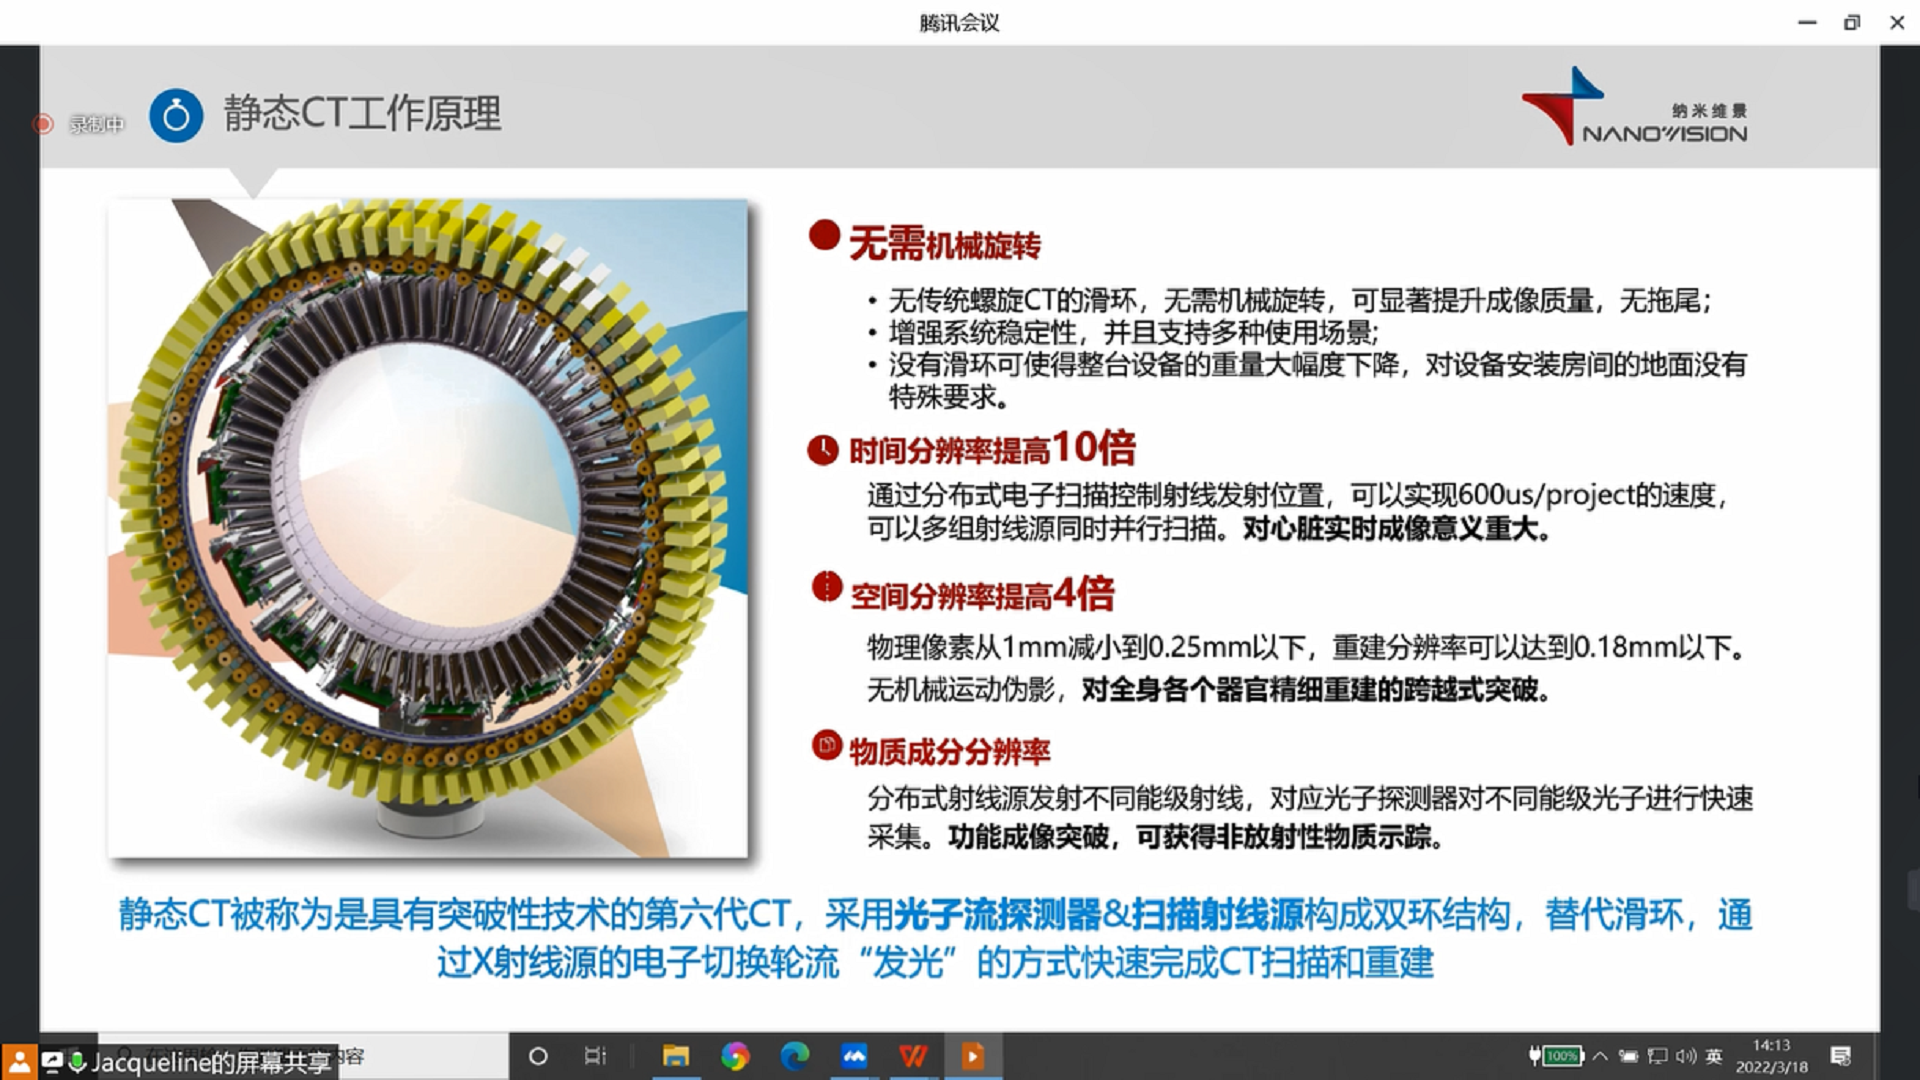 腾讯会议
录制中
静态CT工作原理
纳米维景
NANOVISION
无需机械旋转
• 无传统螺旋CT的滑环，无需机械旋转，可显著提升成像质量，无拖尾；
• 增强系统稳定性，并且支持多种使用场景;
• 没有滑环可使得整台设备的重量大幅度下降，对设备安装房间的地面没有
特殊要求。
时间分辨率提高10倍
通过分布式电子扫描控制射线发射位置，可以实现600us/project的速度，
可以多组射线源同时并行扫描。对心脏实时成像意义重大。
空间分辨率提高4倍
物理像素从1mm减小到0.25mm以下，重建分辨率可以达到0.18mm以下。
无机械运动伪影，对全身各个器官精细重建的跨越式突破。
物质成分分辨率
分布式射线源发射不同能级射线，对应光子探测器对不同能级光子进行快速
采集。功能成像突破，可获得非放射性物质示踪。
静态CT被称为是具有突破性技术的第六代CT，采用光子流探测器&扫描射线源构成双环结构，替代滑环，通
过X射线源的电子切换轮流“发光”的方式快速完成CT扫描和重建
Jacqueline的屏幕共享
内容
100%
英
14:13
2022/3/18